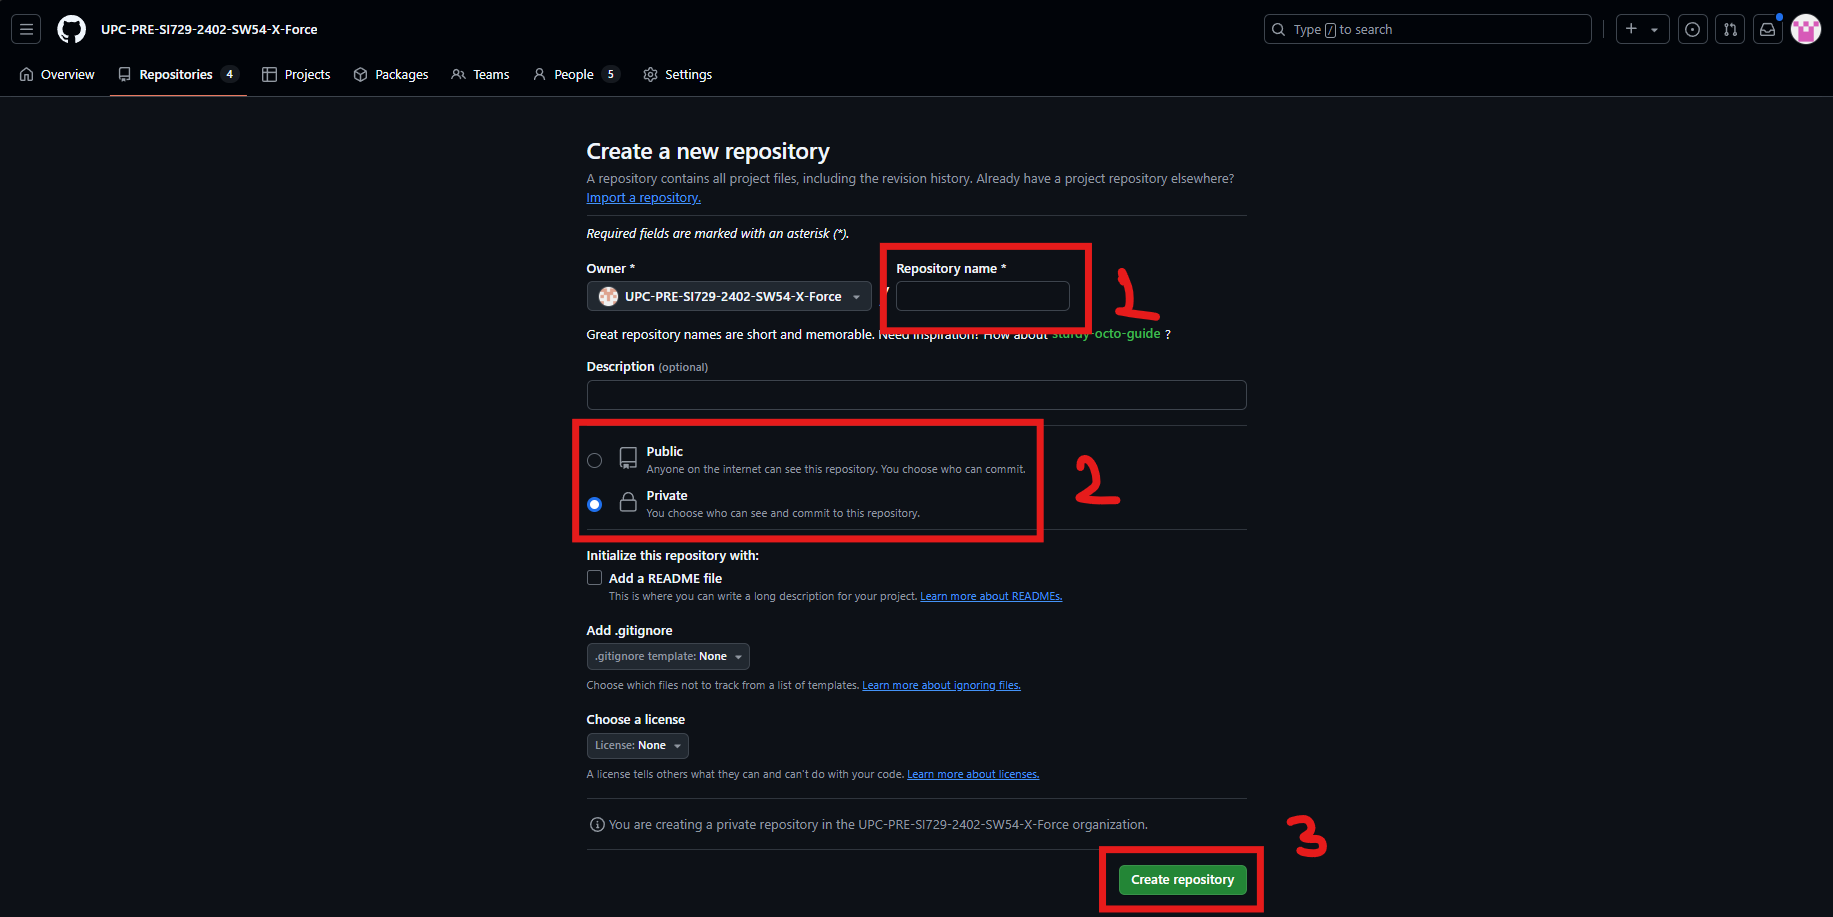 UPC-PRE-SI729-2402-SW54-X-Force
Type / to search
Overview
Repositories 4
Projects
Packages
Teams
People 5
Settings
Create a new repository
A repository contains all project files, including the revision history. Already have a project repository elsewhere?
Import a repository.
Required fields are marked with an asterisk (*).
Owner *
Repository name *
UPC-PRE-SI729-2402-SW54-X-Force
/
1
Great repository names are short and memorable. Need inspiration? How about sturdy-octo-guide ?
Description (optional)
Public
Anyone on the internet can see this repository. You choose who can commit.
2
Private
You choose who can see and commit to this repository.
Initialize this repository with:
Add a README file
This is where you can write a long description for your project. Learn more about READMEs.
Add .gitignore
.gitignore template: None
Choose which files not to track from a list of templates. Learn more about ignoring files.
Choose a license
License: None
A license tells others what they can and can't do with your code. Learn more about licenses.
You are creating a private repository in the UPC-PRE-SI729-2402-SW54-X-Force organization.
3
Create repository